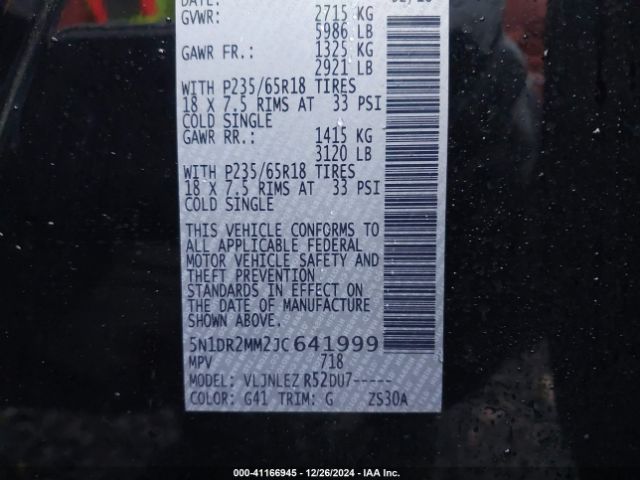 DATE:
GVWR: 2715 KG
5986 LB
GAWR FR.: 1325 KG
2921 LB
WITH P235/65R18 TIRES
18 X 7.5 RIMS AT 33 PSI
COLD SINGLE
GAWR RR.: 1415 KG
3120 LB
WITH P235/65R18 TIRES
18 X 7.5 RIMS AT 33 PSI
COLD SINGLE
THIS VEHICLE CONFORMS TO
ALL APPLICABLE FEDERAL
MOTOR VEHICLE SAFETY AND
THEFT PREVENTION
STANDARDS IN EFFECT ON
THE DATE OF MANUFACTURE
SHOWN ABOVE.
5N1DR2MM2JC641999
MPV 718
MODEL: VLJNLEZ R52DU7-----
COLOR: G41 TRIM: G ZS30A
000-41166945 - 12/26/2024 - IAA Inc.